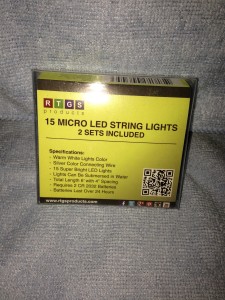 RTGS
products
15 MICRO LED STRING LIGHTS
2 SETS INCLUDED
Specifications:
- Warm White Lights Color
- Silver Color Connecting Wire
- 15 Super Bright LED Lights
- Lights Can Be Submersed in Water
- Total Length 6' with 4" Spacing
- Requires 2 CR 2032 Batteries
- Batteries Last Over 24 Hours
www.rtgsproducts.com